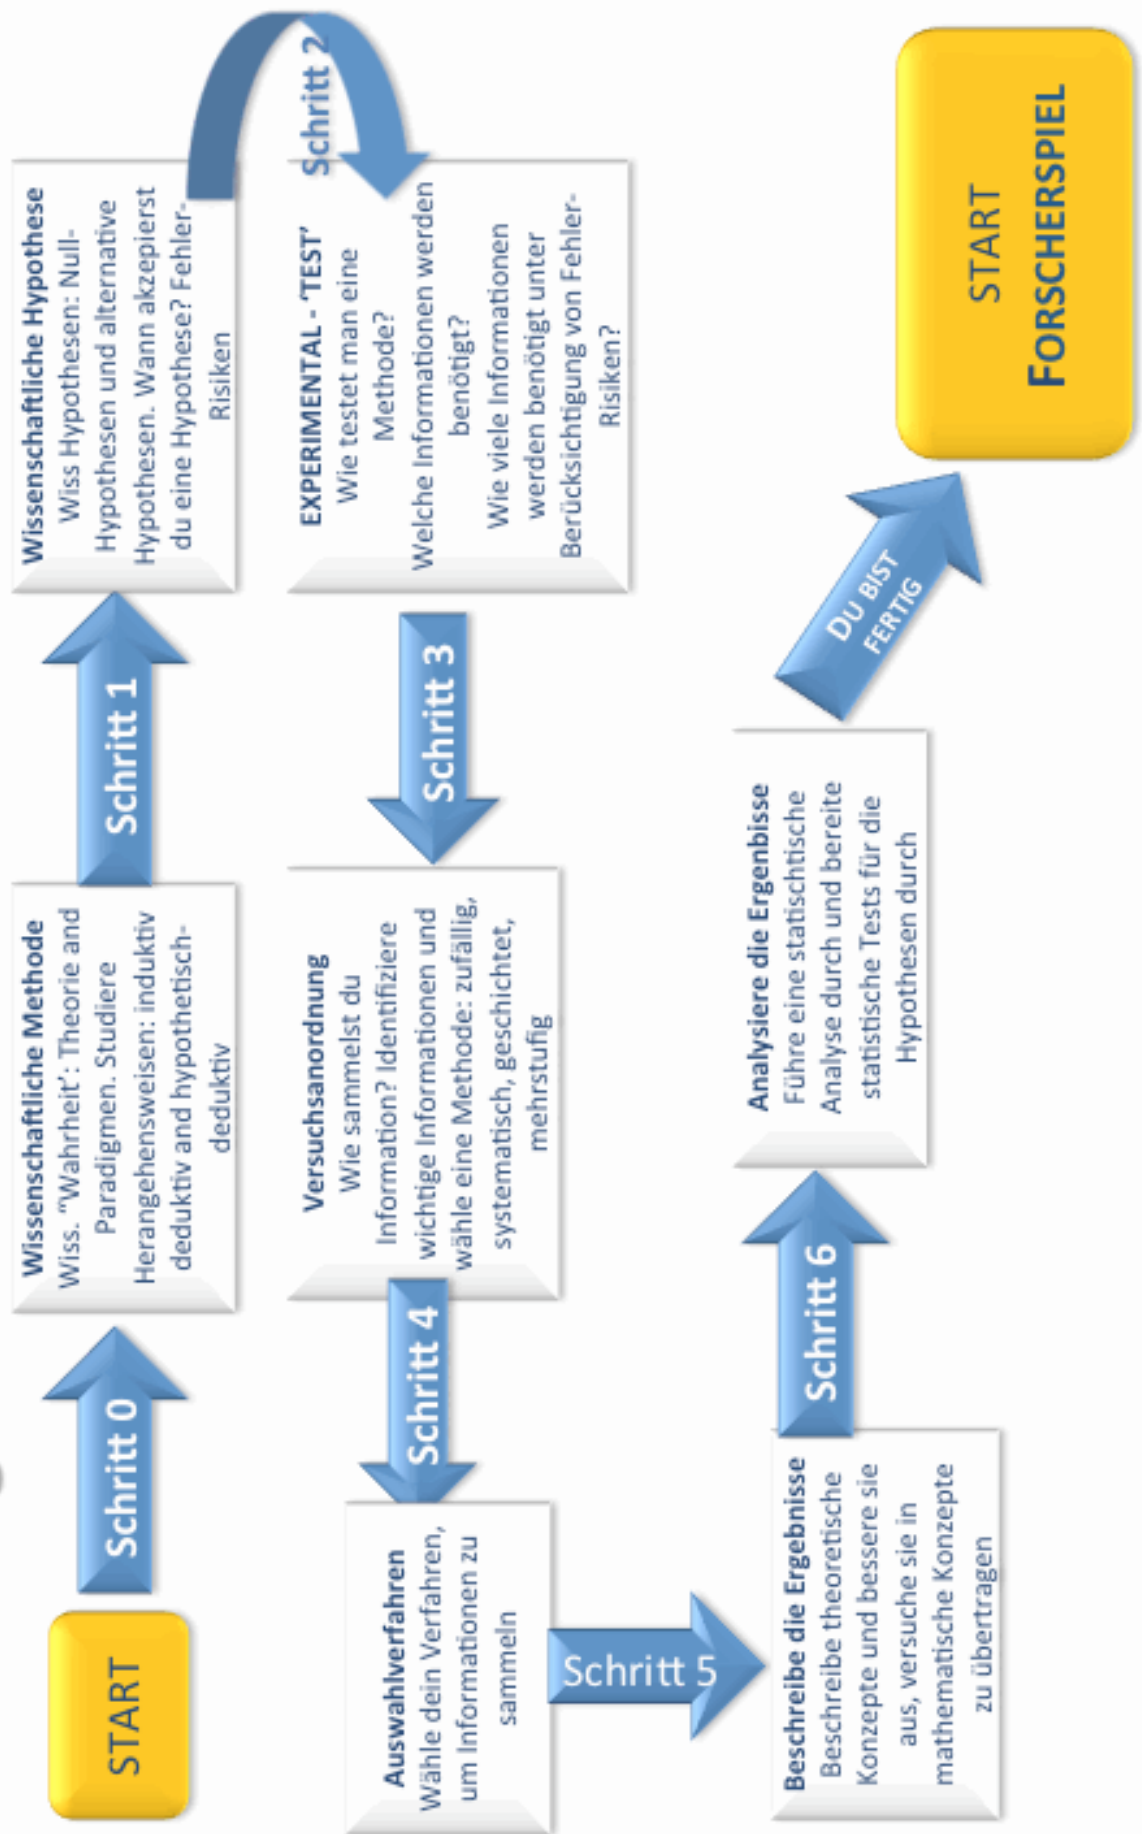 START
Schritt 0
Wissenschaftliche Methode
Wiss. “Wahrheit’: Theorie and
Paradigmen. Studiere
Herangehensweisen: induktiv
deduktiv and hypothetisch-
deduktiv
Schritt 1
Wissenschaftliche Hypothese
Wiss Hypothesen: Null-
Hypothesen und alternative
Hypothesen. Wann akzepierst
du eine Hypothese? Fehler-
Risiken
Schritt 2
EXPERIMENTAL - ‘TEST’
Wie testet man eine
Methode?
Welche Informationen werden
benötigt?
Wie viele Informationen
werden benötigt unter
Berücksichtigung von Fehler-
Risiken?
Schritt 3
Versuchsanordnung
Wie sammelst du
Information? Identifiziere
wichtige Informationen und
wähle eine Methode: zufällig,
systematisch, geschichtet,
mehrstufig
Schritt 4
Auswahlverfahren
Wähle dein Verfahren,
um Informationen zu
sammeln
Schritt 5
Beschreibe die Ergebnisse
Beschreibe theoretische
Konzepte und bessere sie
aus, versuche sie in
mathematische Konzepte
zu übertragen
Schritt 6
Analysiere die Ergenbisse
Führe eine statischtische
Analyse durch und bereite
statistische Tests für die
Hypothesen durch
DU BIST
FERTIG
START
FORSCHERSPIEL